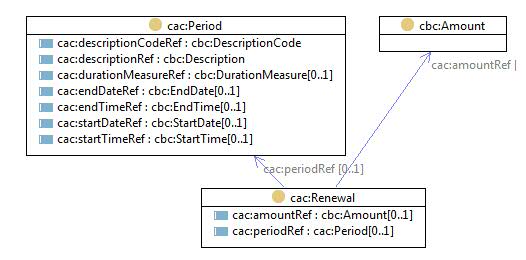 cac:Period
cac:descriptionCodeRef : cbc:DescriptionCode
cac:descriptionRef : cbc:Description
cac:durationMeasureRef : cbc:DurationMeasure[0..1]
cac:endDateRef : cbc:EndDate[0..1]
cac:endTimeRef : cbc:EndTime[0..1]
cac:startDateRef : cbc:StartDate[0..1]
cac:startTimeRef : cbc:StartTime[0..1]
cbc:Amount
cac:amountRef [
cac:periodRef [0..1]
cac:Renewal
cac:amountRef : cbc:Amount[0..1]
cac:periodRef : cac:Period[0..1]